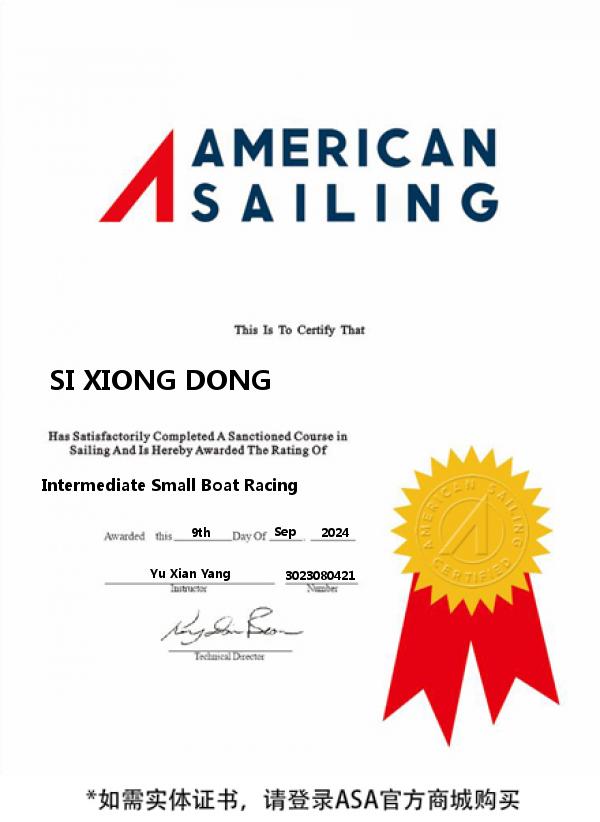 AMERICAN
SAILING
This Is To Certify That
SI XIONG DONG
Has Satisfactorily Completed A Sanctioned Course in
Sailing And Is Hereby Awarded The Rating Of
Intermediate Small Boat Racing
Awarded this 9th Day Of Sep. 2024
Yu Xian Yang 3023080421
Instructor Number
Technical Director
AMERICAN SAILING
CERTIFIED
*如需实体证书，请登录ASA官方商城购买